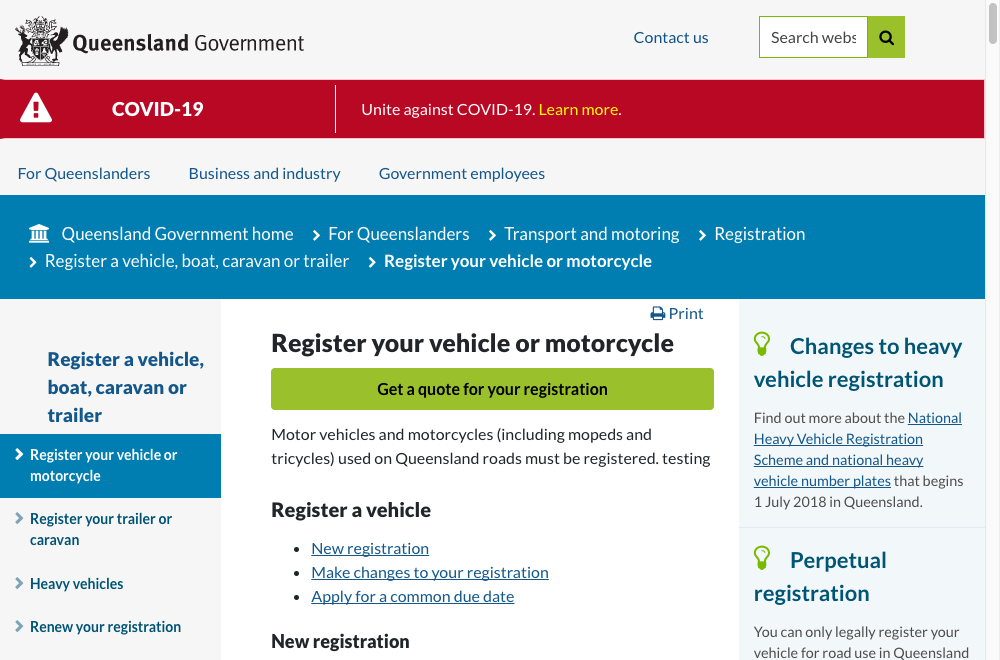 Queensland Government
Contact us
Search webs
COVID-19
Unite against COVID-19. Learn more.
For Queenslanders
Business and industry
Government employees
Queensland Government home
For Queenslanders
Transport and motoring
Registration
Register a vehicle, boat, caravan or trailer
Register your vehicle or motorcycle
Register a vehicle,
boat, caravan or
trailer
Register your vehicle or
motorcycle
Register your trailer or
caravan
Heavy vehicles
Renew your registration
Print
Register your vehicle or motorcycle
Get a quote for your registration
Motor vehicles and motorcycles (including mopeds and
tricycles) used on Queensland roads must be registered. testing
Register a vehicle
New registration
Make changes to your registration
Apply for a common due date
New registration
Changes to heavy
vehicle registration
Find out more about the National
Heavy Vehicle Registration
Scheme and national heavy
vehicle number plates that begins
1 July 2018 in Queensland.
Perpetual
registration
You can only legally register your
vehicle for road use in Queensland